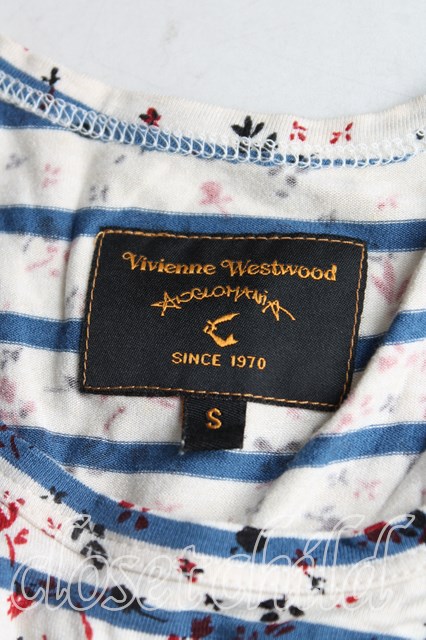 Vivienne Westwood
ANGLOMANIA
SINCE 1970
S
closetchild